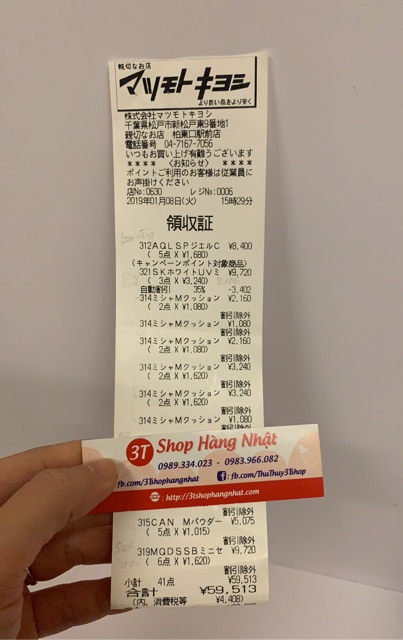 親切なお店
マツモトキヨシ
より良い品をより安く
株式会社マツモトキヨシ
千葉県松戸市新松戸東9番地1
親切なお店 柏東口駅前店
電話番号 04-7167-7056
いつもお買い上げ有難うございます
**** <お知らせ> ****
ポイントご利用のお客様は従業員に
お声掛けください
店No:0630 レジNo:0006
2019年01月08日(火) 15時29分
領収証
312AQLSPジエルC ¥8,400
( 5点 X ¥1,680)
(キャンペーンポイント対象商品)
321SKホワイトUVミ ¥9,720
( 3点 X ¥3,240)
自動割引 35% -3,402
314ミシャMクッション ¥2,160
( 2点 X ¥1,080)
割引除外
314ミシャMクッション ¥1,080
割引除外
314ミシャMクッション ¥2,160
( 2点 X ¥1,080)
割引除外
314ミシャMクッション ¥3,240
( 2点 X ¥1,620)
割引除外
314ミシャMクッション ¥3,240
( 2点 X ¥1,620)
割引除外
314ミシャMクッション ¥1,080
割引除外
3T Shop Hàng Nhật
0989.334.023 - 0983.966.082
fb.com/3Tshophangnhat f : fb.com/ThuThuy3Tshop
: http://3tshophangnhat.com
割引除外
315CAN Mパウダー ¥5,075
( 5点 X ¥1,015)
割引除外
319MQDSSBミニセ ¥9,720
( 6点 X ¥1,620)
割引除外
小計 41点 ¥59,513
合計 ¥59,513
(内、消費税等 ¥4,408)